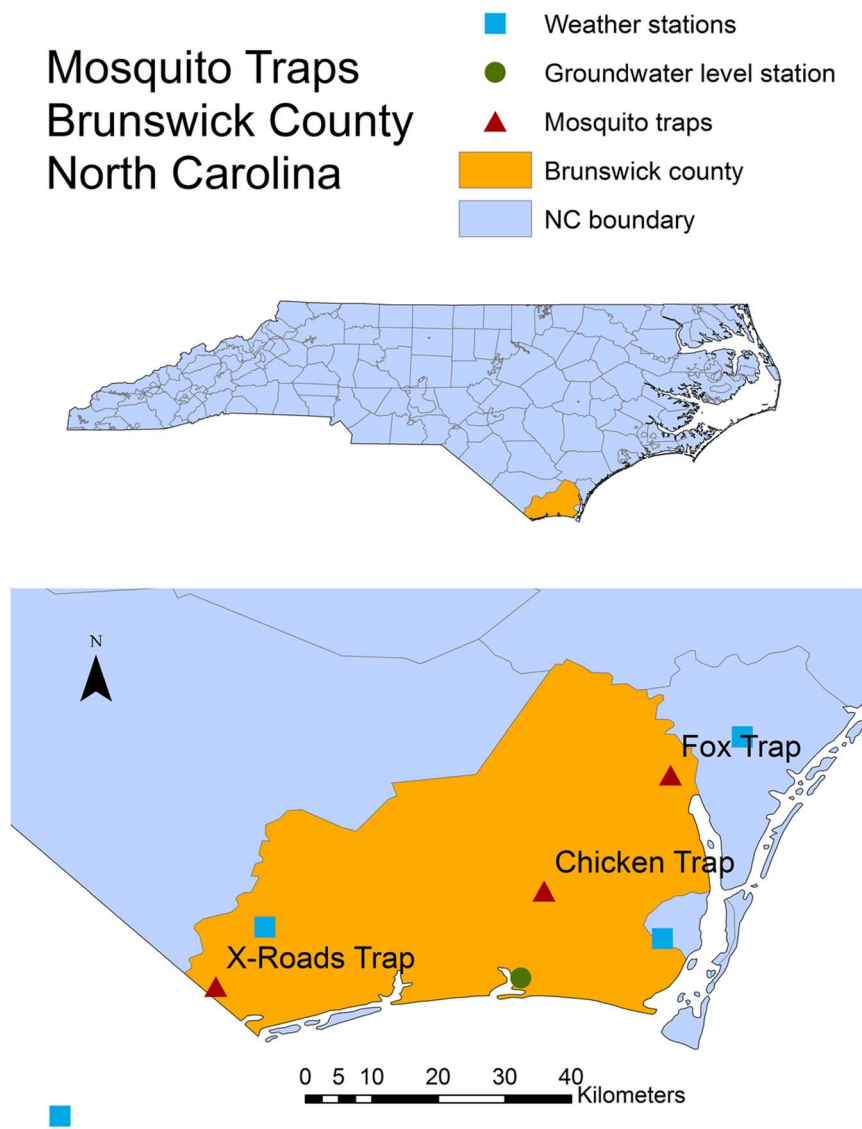 Mosquito Traps
Brunswick County
North Carolina
Weather stations
Groundwater level station
Mosquito traps
Brunswick county
NC boundary
N
Fox Trap
Chicken Trap
X-Roads Trap
0 5 10 20 30 40
Kilometers